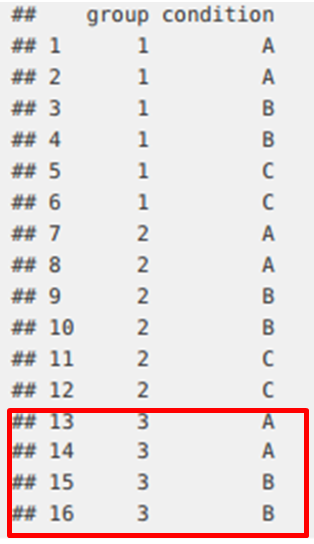 ##    group condition
## 1      1         A
## 2      1         A
## 3      1         B
## 4      1         B
## 5      1         C
## 6      1         C
## 7      2         A
## 8      2         A
## 9      2         B
## 10     2         B
## 11     2         C
## 12     2         C
## 13     3         A
## 14     3         A
## 15     3         B
## 16     3         B